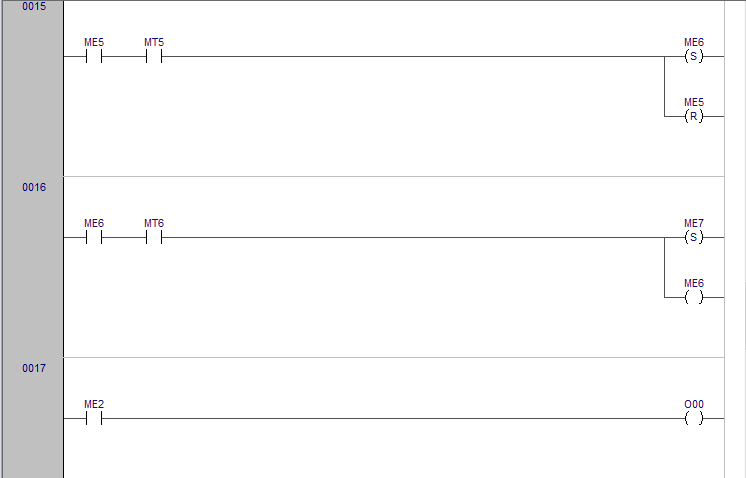 0015
ME5 MT5 ME6
(S)
ME5
(R)
0016
ME6 MT6 ME7
(S)
ME6
( )
0017
ME2 O00
( )